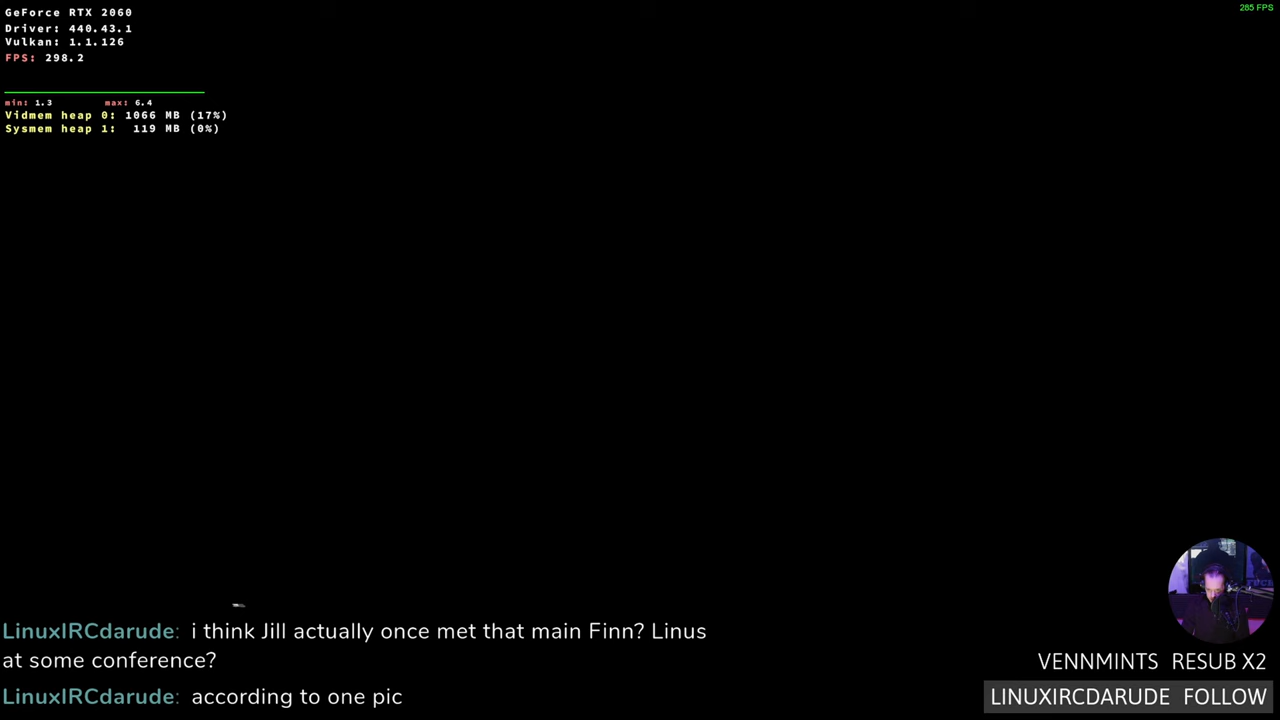 GeForce RTX 2060
Driver: 440.43.1
Vulkan: 1.1.126
FPS: 298.2
285 FPS
min: 1.3 max: 6.4
Vidmem heap 0: 1066 MB (17%)
Sysmem heap 1: 119 MB (0%)
LinuxIRCdarude: i think Jill actually once met that main Finn? Linus
at some conference?
LinuxIRCdarude: according to one pic
VENNMINTS RESUB X2
LINUXIRCDARUDE FOLLOW